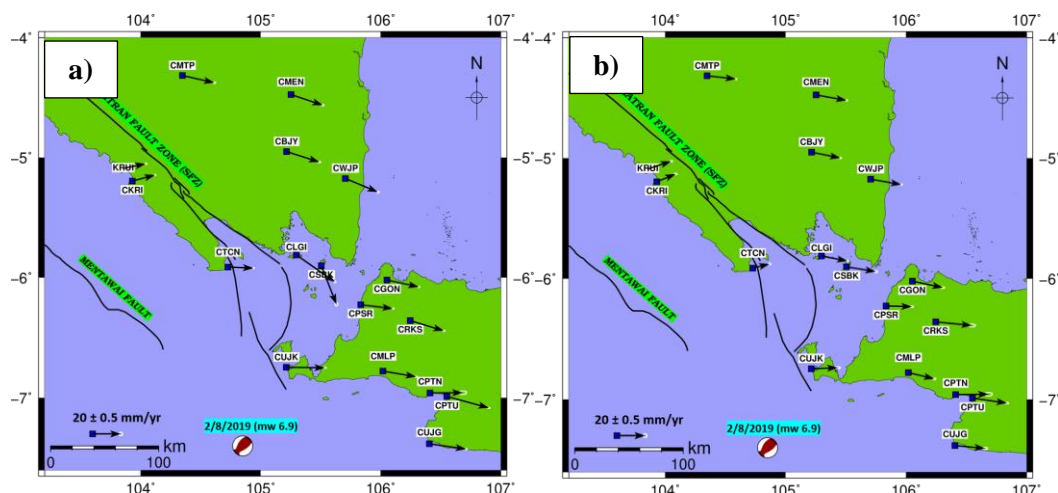 104° 105° 106° 107°
-4°
a)
N
CMTP
CMEN
ATRAN FAULT ZONE (SFZ)
CBJY
-5°
KRUI
CKRI
CWJP
CTCN
CLGI
CSBK
-6°
MENTAWAI FAULT
CGON
CPSR
CRKS
CUJK
CMLP
CPTN
CPTU
-7°
20 ± 0.5 mm/yr
2/8/2019 (mw 6.9)
CUJG
km
0 100
104° 105° 106° 107°
-4° -4°
b)
N
CMTP
CMEN
ATRAN FAULT ZONE (SFZ)
CBJY
-5° -5°
KRUI
CKRI
CWJP
CTCN
CLGI
CSBK
-6° -6°
MENTAWAI FAULT
CGON
CPSR
CRKS
CUJK
CMLP
CPTN
CPTU
-7° -7°
20 ± 0.5 mm/yr
2/8/2019 (mw 6.9)
CUJG
km
0 100
104° 105° 106° 107°
104° 105° 106° 107°